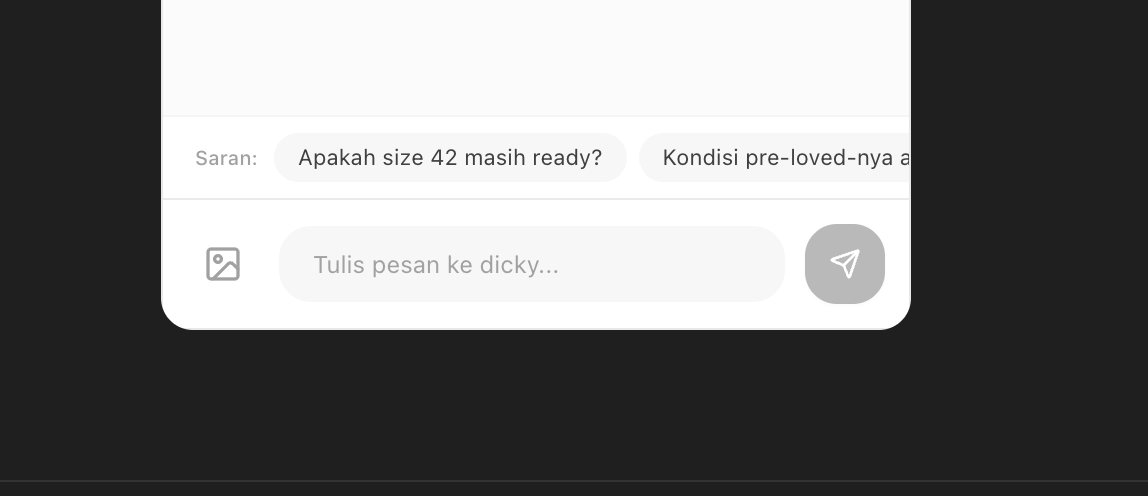 Saran: Apakah size 42 masih ready? Kondisi pre-loved-nya
Tulis pesan ke dicky...